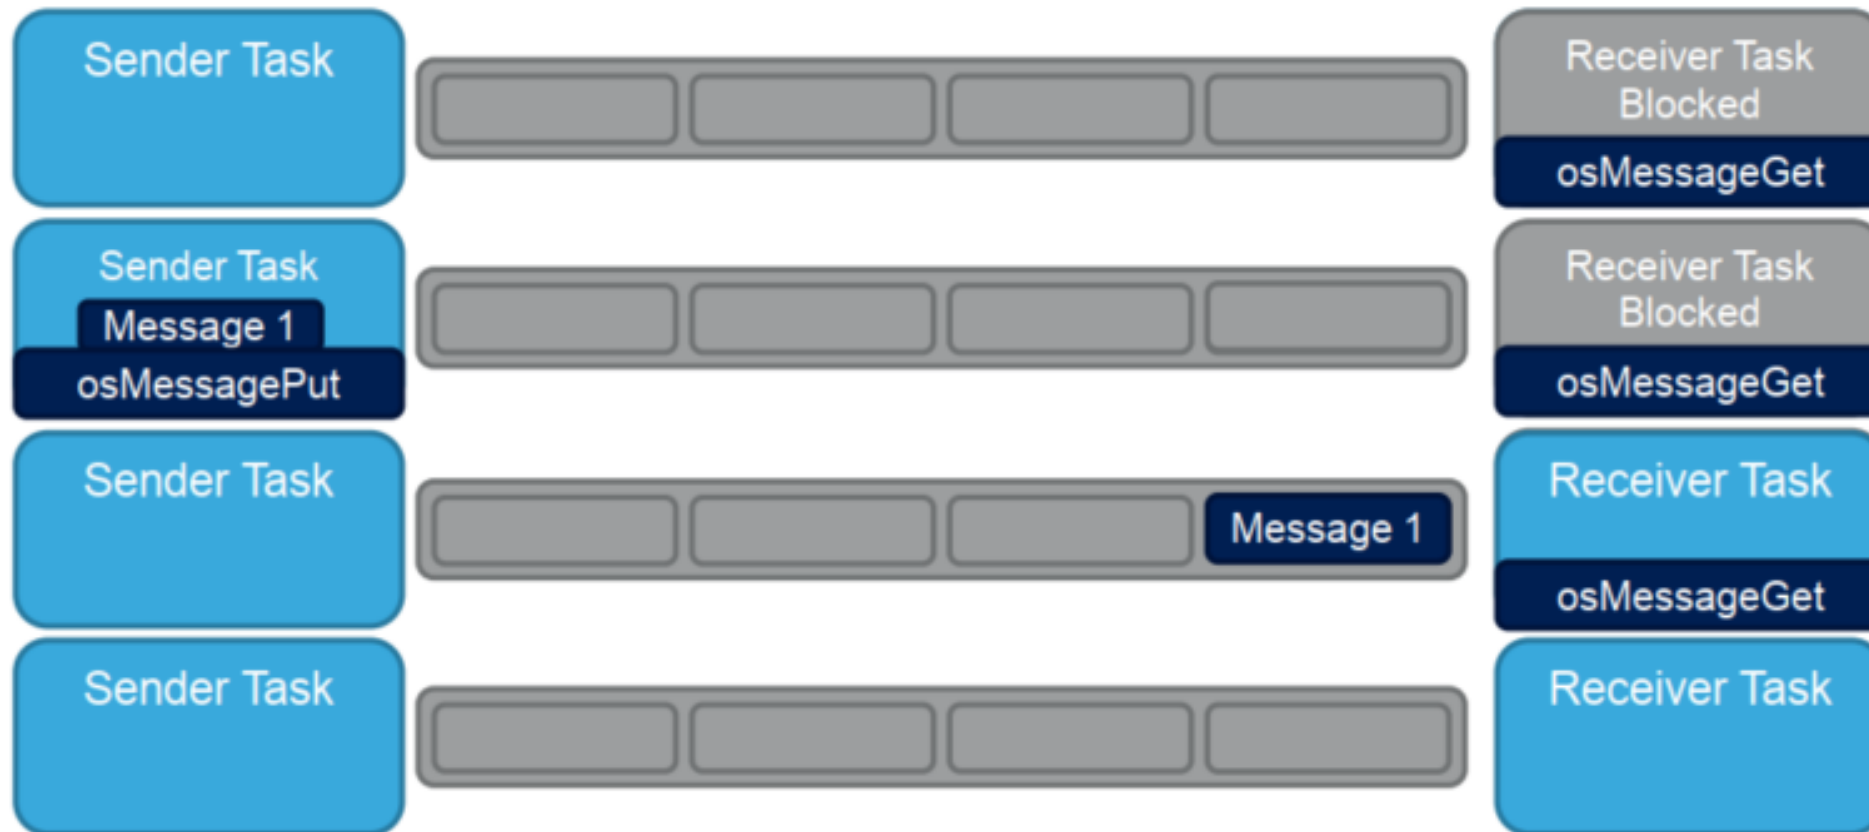 Sender Task
Receiver Task
Blocked
osMessageGet
Sender Task
Message 1
osMessagePut
Receiver Task
Blocked
osMessageGet
Sender Task
Message 1
Receiver Task
osMessageGet
Sender Task
Receiver Task